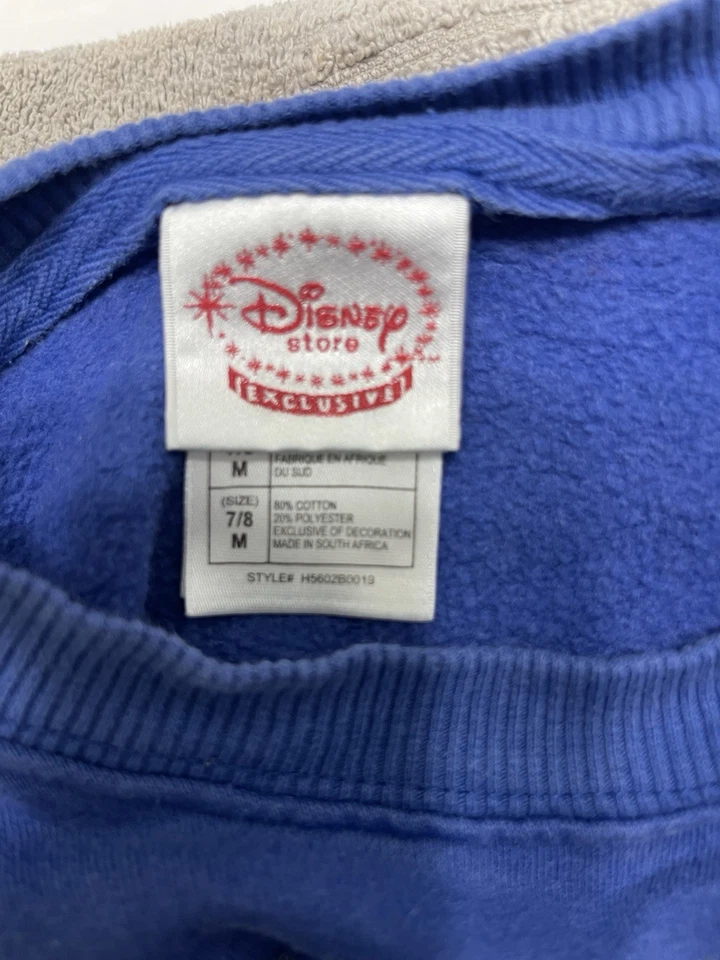 Disney
store
EXCLUSIVE
M
FABRIQUE EN AFRIQUE
DU SUD
(SIZE)
7/8
M
80% COTTON
20% POLYESTER
EXCLUSIVE OF DECORATION
MADE IN SOUTH AFRICA
STYLE# H5602B0019